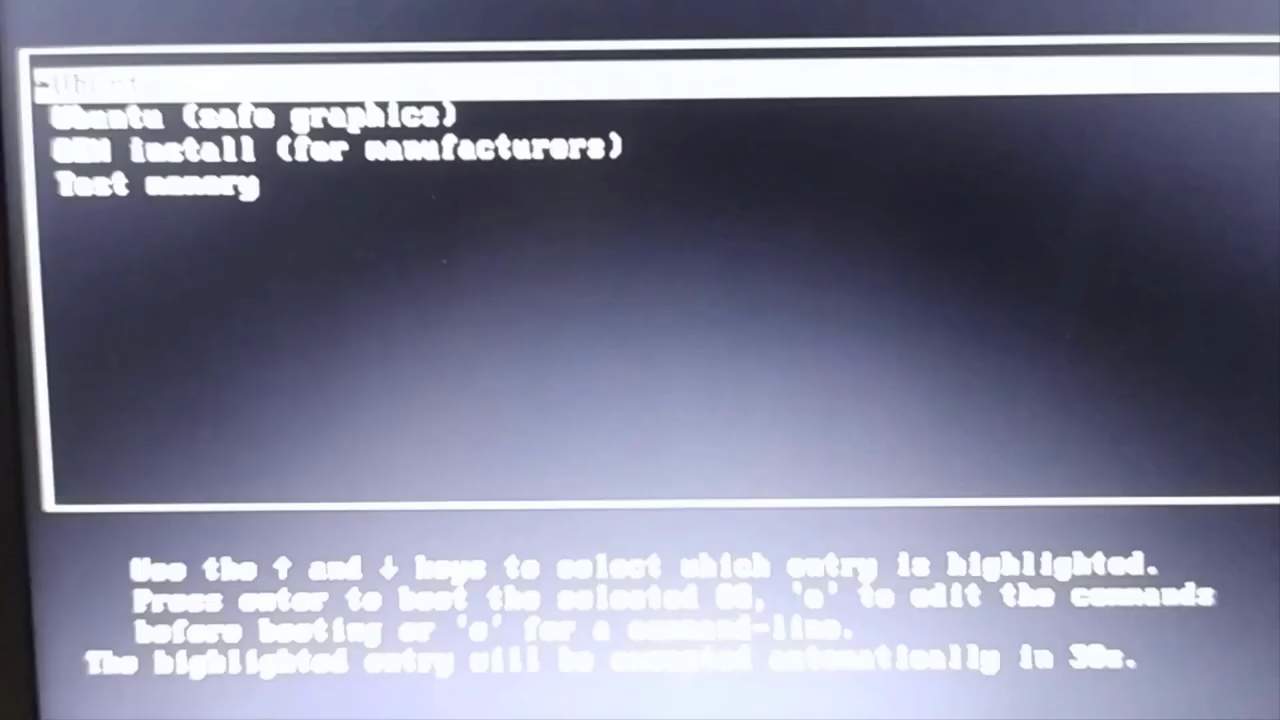 *Ubuntu
Ubuntu (safe graphics)
OEM install (for manufacturers)
Test memory
Use the ↑ and ↓ keys to select which entry is highlighted.
Press enter to boot the selected OS, 'e' to edit the commands
before booting or 'c' for a command-line.
The highlighted entry will be executed automatically in 30s.